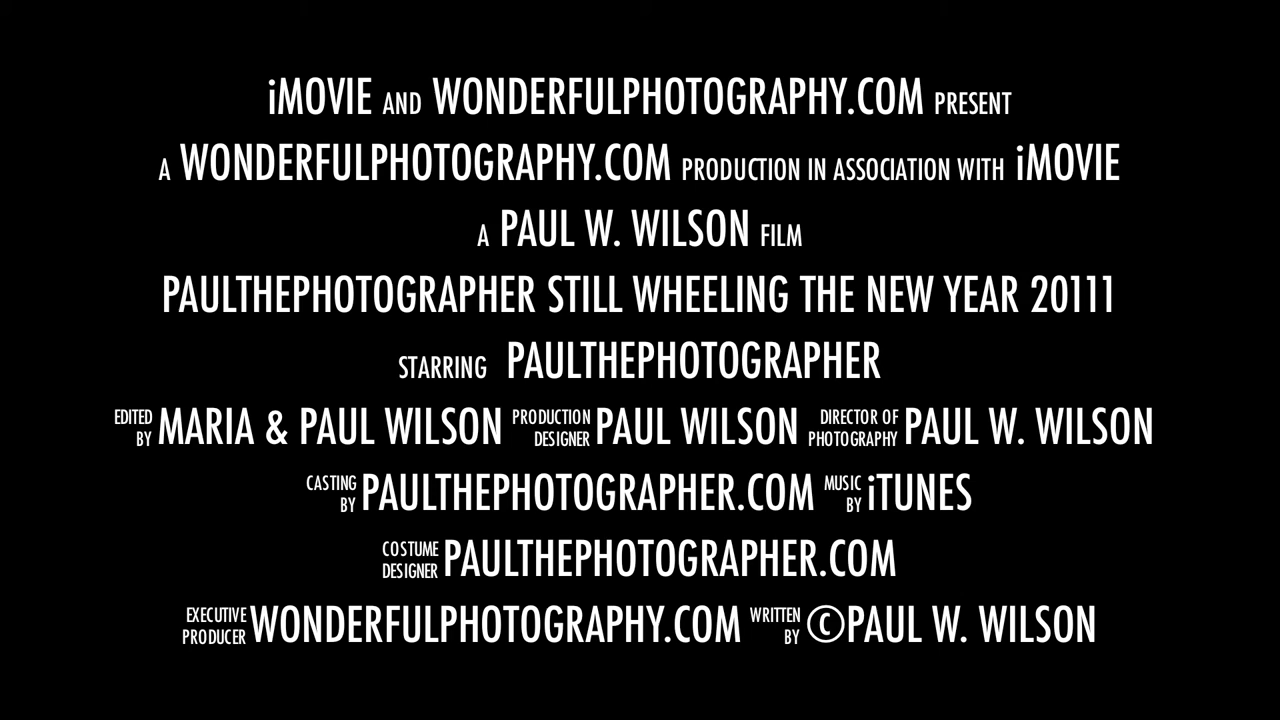 iMOVIE AND WONDERFULPHOTOGRAPHY.COM PRESENT
A WONDERFULPHOTOGRAPHY.COM PRODUCTION IN ASSOCIATION WITH iMOVIE
A PAUL W. WILSON FILM
PAULTHEPHOTOGRAPHER STILL WHEELING THE NEW YEAR 20111
STARRING PAULTHEPHOTOGRAPHER
EDITED BY MARIA & PAUL WILSON PRODUCTION DESIGNER PAUL WILSON DIRECTOR OF PHOTOGRAPHY PAUL W. WILSON
CASTING BY PAULTHEPHOTOGRAPHER.COM MUSIC BY iTUNES
COSTUME DESIGNER PAULTHEPHOTOGRAPHER.COM
EXECUTIVE PRODUCER WONDERFULPHOTOGRAPHY.COM WRITTEN BY ©PAUL W. WILSON